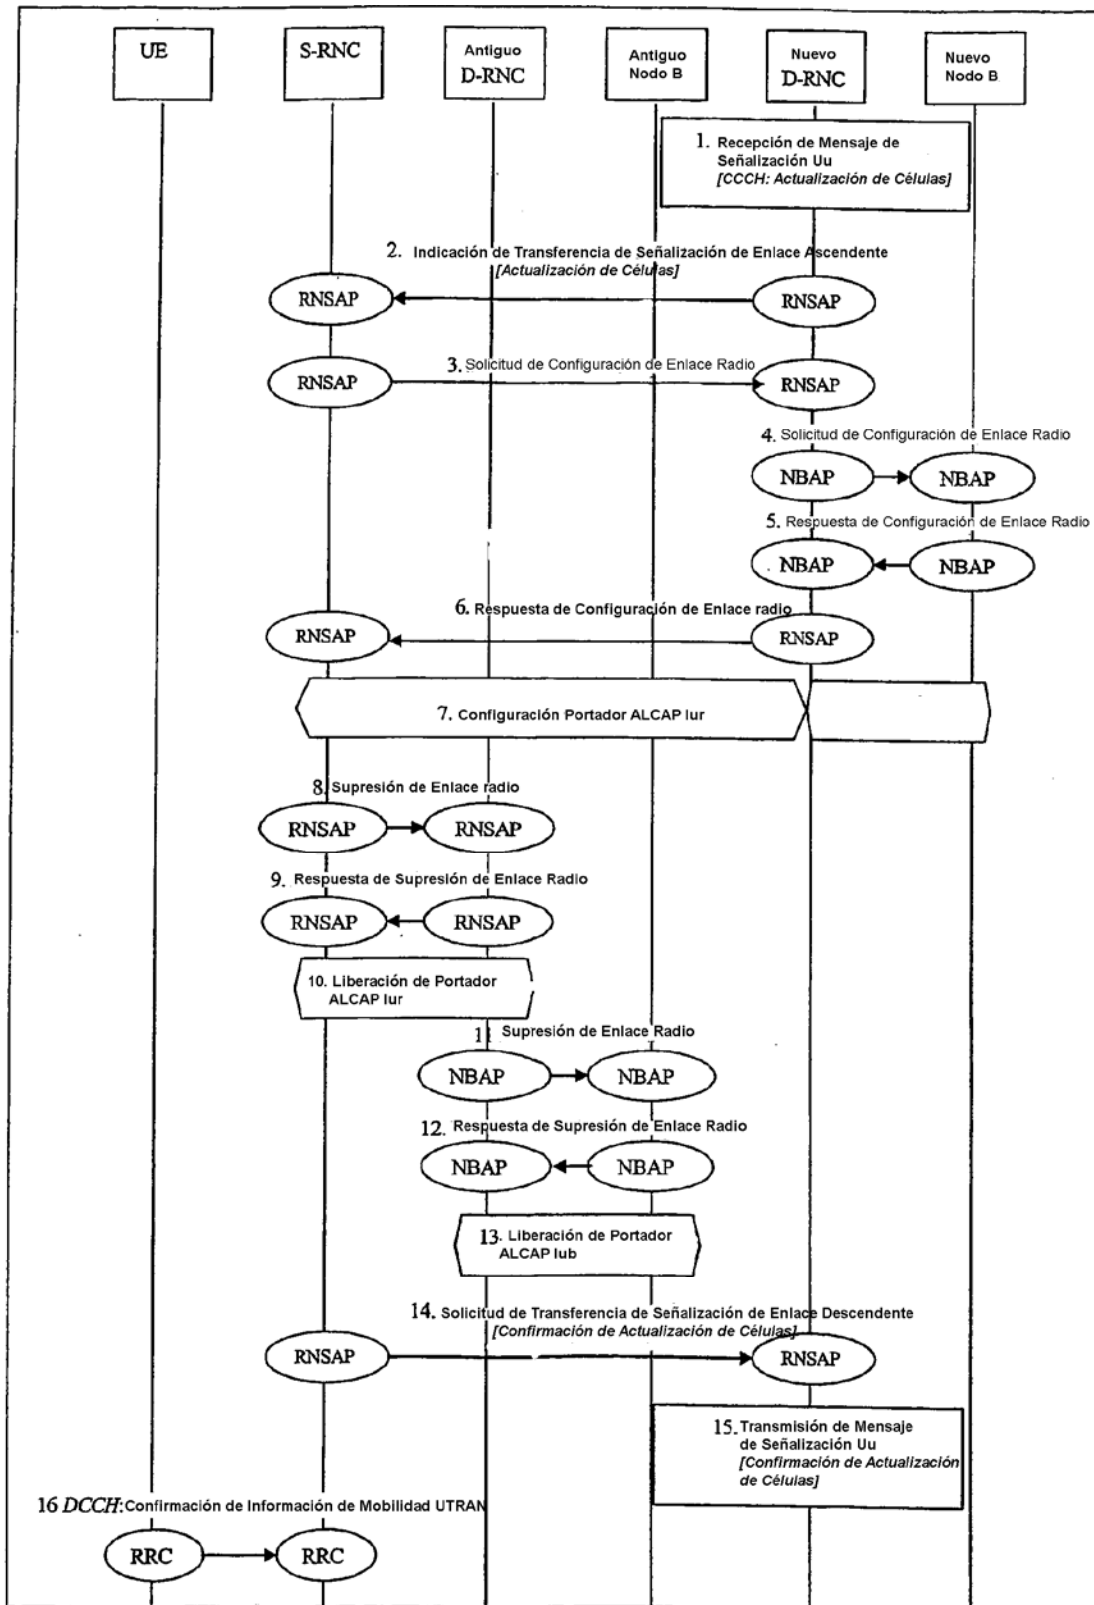 UE
S-RNC
Antiguo
D-RNC
Antiguo
Nodo B
Nuevo
D-RNC
Nuevo
Nodo B
1. Recepción de Mensaje de
Señalización Uu
[CCCH: Actualización de Células]
2. Indicación de Transferencia de Señalización de Enlace Ascendente
[Actualización de Células]
RNSAP
RNSAP
3. Solicitud de Configuración de Enlace Radio
RNSAP
RNSAP
4. Solicitud de Configuración de Enlace Radio
NBAP
NBAP
5. Respuesta de Configuración de Enlace Radio
NBAP
NBAP
6. Respuesta de Configuración de Enlace radio
RNSAP
RNSAP
7. Configuración Portador ALCAP Iur
8. Supresión de Enlace radio
RNSAP
RNSAP
9. Respuesta de Supresión de Enlace Radio
RNSAP
RNSAP
10. Liberación de Portador
ALCAP Iur
11 Supresión de Enlace Radio
NBAP
NBAP
12. Respuesta de Supresión de Enlace Radio
NBAP
NBAP
13. Liberación de Portador
ALCAP Iub
14. Solicitud de Transferencia de Señalización de Enlace Descendente
[Confirmación de Actualización de Células]
RNSAP
RNSAP
15. Transmisión de Mensaje
de Señalización Uu
[Confirmación de Actualización
de Células]
16 DCCH: Confirmación de Información de Mobilidad UTRAN
RRC
RRC